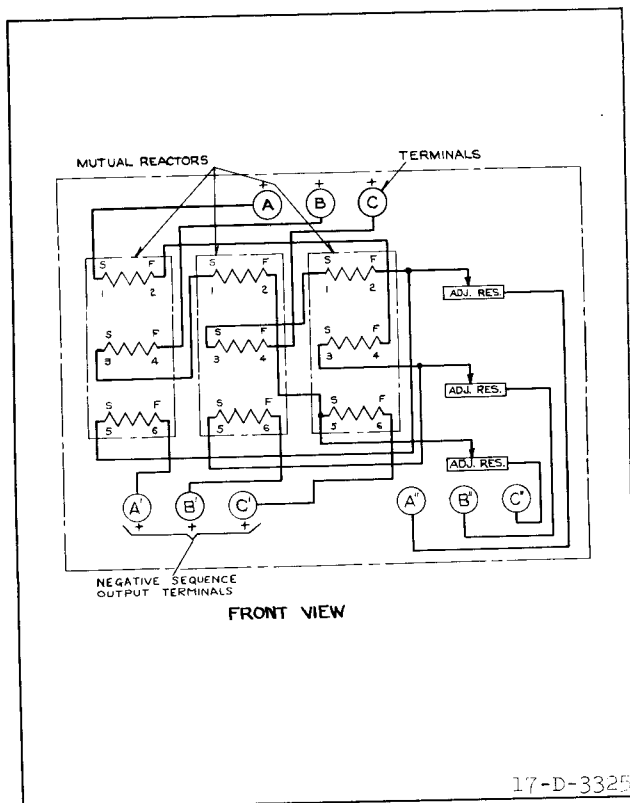 MUTUAL REACTORS
TERMINALS
+ + +
A B C
S F S F S F
1 2 1 2 1 2
ADJ. RES.
S F S F S F
3 4 3 4 3 4
ADJ. RES.
S F S F S F
5 6 5 6 5 6
ADJ. RES.
A' B' C' A" B" C"
+ + +
NEGATIVE SEQUENCE
OUTPUT TERMINALS
FRONT VIEW
17-D-3325